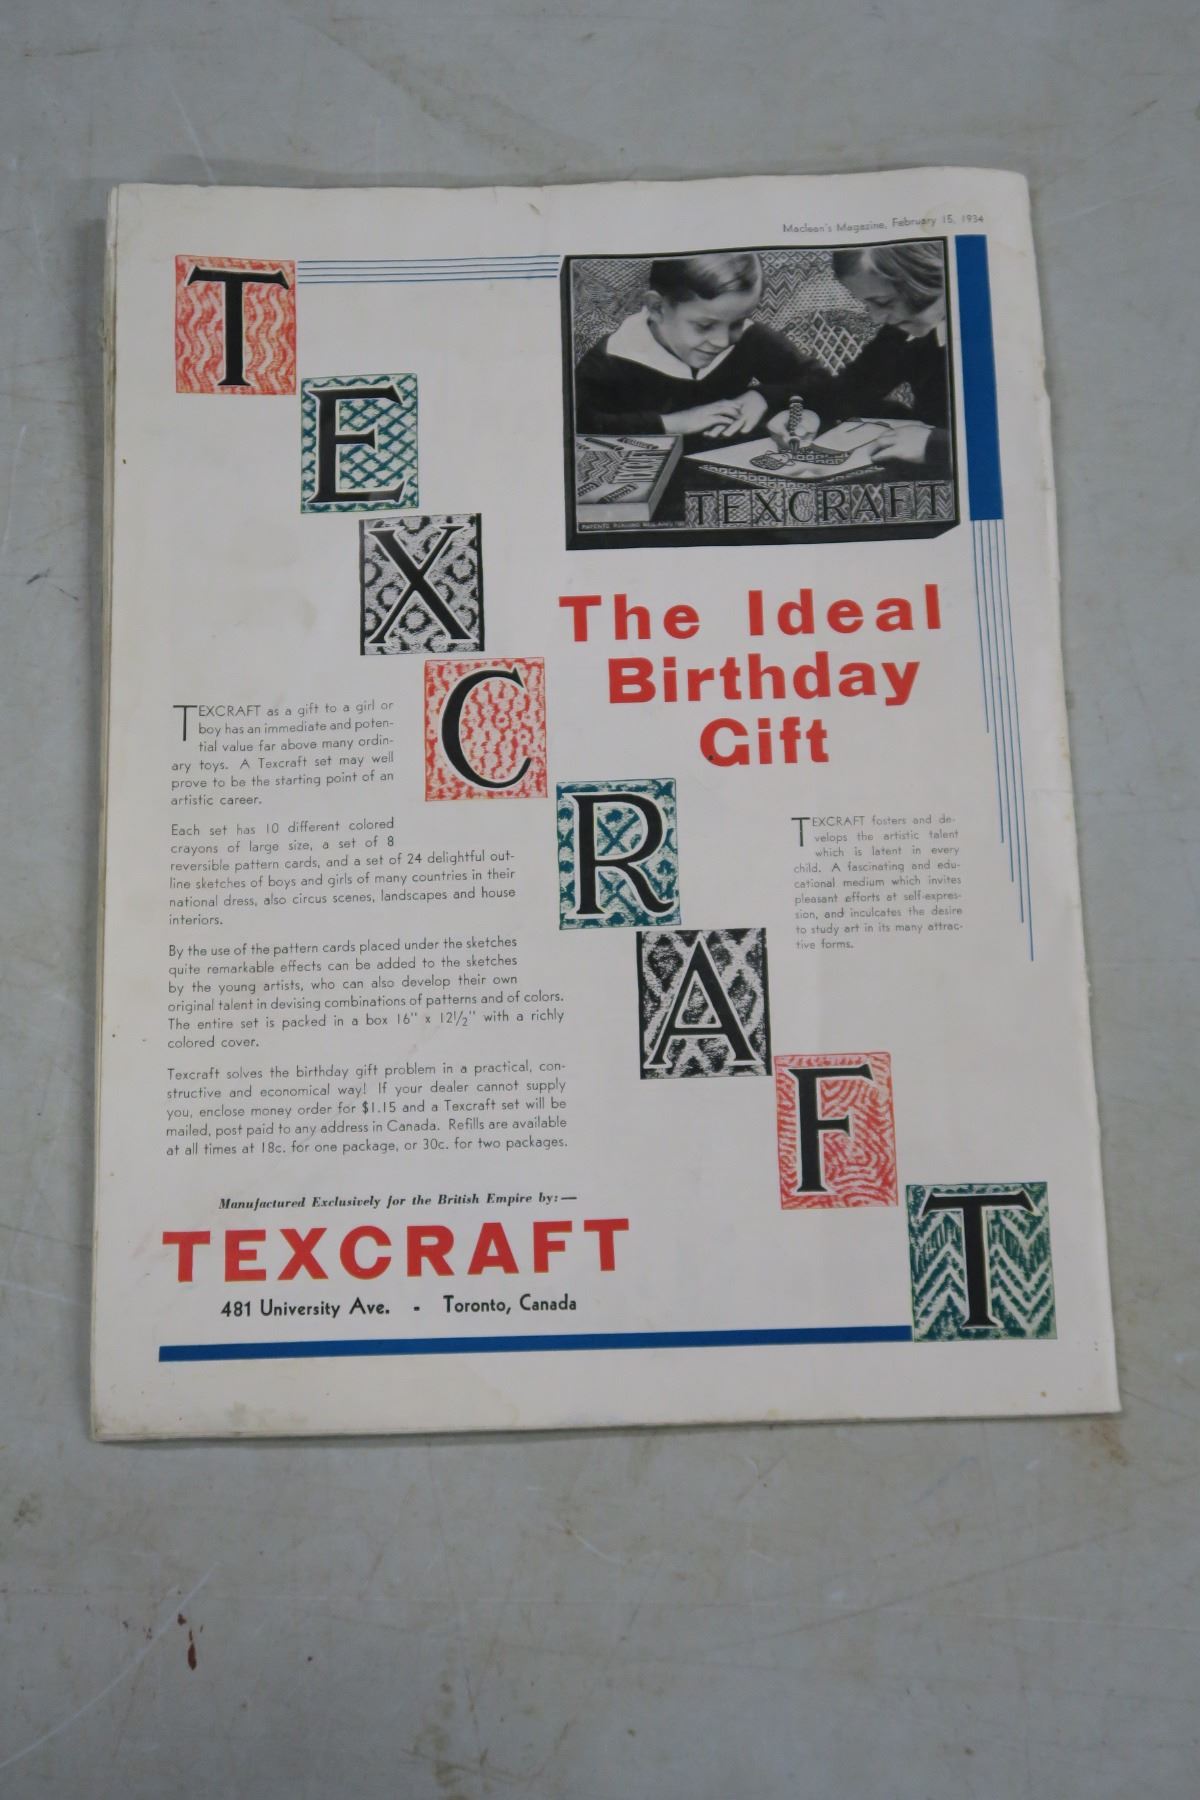 Maclean's Magazine, February 15, 1934
T
E
X
C
R
A
F
T
TEXCRAFT
The Ideal
Birthday
Gift
TEXCRAFT as a gift to a girl or
boy has an immediate and poten-
tial value far above many ordin-
ary toys. A Texcraft set may well
prove to be the starting point of an
artistic career.
Each set has 10 different colored
crayons of large size, a set of 8
reversible pattern cards, and a set of 24 delightful out-
line sketches of boys and girls of many countries in their
national dress, also circus scenes, landscapes and house
interiors.
By the use of the pattern cards placed under the sketches
quite remarkable effects can be added to the sketches
by the young artists, who can also develop their own
original talent in devising combinations of patterns and of colors.
The entire set is packed in a box 16" x 12½" with a richly
colored cover.
Texcraft solves the birthday gift problem in a practical, con-
structive and economical way! If your dealer cannot supply
you, enclose money order for $1.15 and a Texcraft set will be
mailed, post paid to any address in Canada. Refills are available
at all times at 18c. for one package, or 30c. for two packages.
TEXCRAFT fosters and de-
velops the artistic talent
which is latent in every
child. A fascinating and edu-
cational medium which invites
pleasant efforts at self-expres-
sion, and inculcates the desire
to study art in its many attrac-
tive forms.
Manufactured Exclusively for the British Empire by:—
TEXCRAFT
481 University Ave. - Toronto, Canada